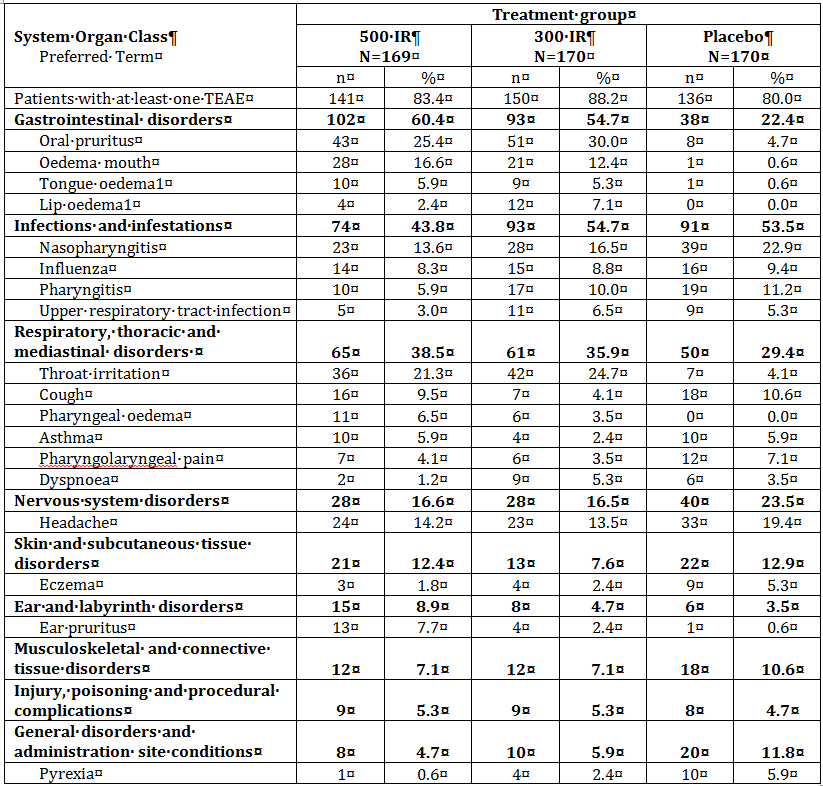 Treatment·group¤
System·Organ·Class¶ 500·IR¶ 300·IR¶ Placebo¶
Preferred·Term¤ N=169¤ N=170¤ N=170¤
n¤ %¤ n¤ %¤ n¤ %¤
Patients·with·at·least·one·TEAE¤ 141¤ 83.4¤ 150¤ 88.2¤ 136¤ 80.0¤
Gastrointestinal·disorders¤ 102¤ 60.4¤ 93¤ 54.7¤ 38¤ 22.4¤
Oral·pruritus¤ 43¤ 25.4¤ 51¤ 30.0¤ 8¤ 4.7¤
Oedema·mouth¤ 28¤ 16.6¤ 21¤ 12.4¤ 1¤ 0.6¤
Tongue·oedema1¤ 10¤ 5.9¤ 9¤ 5.3¤ 1¤ 0.6¤
Lip·oedema1¤ 4¤ 2.4¤ 12¤ 7.1¤ 0¤ 0.0¤
Infections·and·infestations¤ 74¤ 43.8¤ 93¤ 54.7¤ 91¤ 53.5¤
Nasopharyngitis¤ 23¤ 13.6¤ 28¤ 16.5¤ 39¤ 22.9¤
Influenza¤ 14¤ 8.3¤ 15¤ 8.8¤ 16¤ 9.4¤
Pharyngitis¤ 10¤ 5.9¤ 17¤ 10.0¤ 19¤ 11.2¤
Upper·respiratory·tract·infection¤ 5¤ 3.0¤ 11¤ 6.5¤ 9¤ 5.3¤
Respiratory,·thoracic·and·
mediastinal·disorders·¤ 65¤ 38.5¤ 61¤ 35.9¤ 50¤ 29.4¤
Throat·irritation¤ 36¤ 21.3¤ 42¤ 24.7¤ 7¤ 4.1¤
Cough¤ 16¤ 9.5¤ 7¤ 4.1¤ 18¤ 10.6¤
Pharyngeal·oedema¤ 11¤ 6.5¤ 6¤ 3.5¤ 0¤ 0.0¤
Asthma¤ 10¤ 5.9¤ 4¤ 2.4¤ 10¤ 5.9¤
Pharyngolaryngeal·pain¤ 7¤ 4.1¤ 6¤ 3.5¤ 12¤ 7.1¤
Dyspnoea¤ 2¤ 1.2¤ 9¤ 5.3¤ 6¤ 3.5¤
Nervous·system·disorders¤ 28¤ 16.6¤ 28¤ 16.5¤ 40¤ 23.5¤
Headache¤ 24¤ 14.2¤ 23¤ 13.5¤ 33¤ 19.4¤
Skin·and·subcutaneous·tissue·
disorders¤ 21¤ 12.4¤ 13¤ 7.6¤ 22¤ 12.9¤
Eczema¤ 3¤ 1.8¤ 4¤ 2.4¤ 9¤ 5.3¤
Ear·and·labyrinth·disorders¤ 15¤ 8.9¤ 8¤ 4.7¤ 6¤ 3.5¤
Ear·pruritus¤ 13¤ 7.7¤ 4¤ 2.4¤ 1¤ 0.6¤
Musculoskeletal·and·connective·
tissue·disorders¤ 12¤ 7.1¤ 12¤ 7.1¤ 18¤ 10.6¤
Injury,·poisoning·and·procedural·
complications¤ 9¤ 5.3¤ 9¤ 5.3¤ 8¤ 4.7¤
General·disorders·and·
administration·site·conditions¤ 8¤ 4.7¤ 10¤ 5.9¤ 20¤ 11.8¤
Pyrexia¤ 1¤ 0.6¤ 4¤ 2.4¤ 10¤ 5.9¤